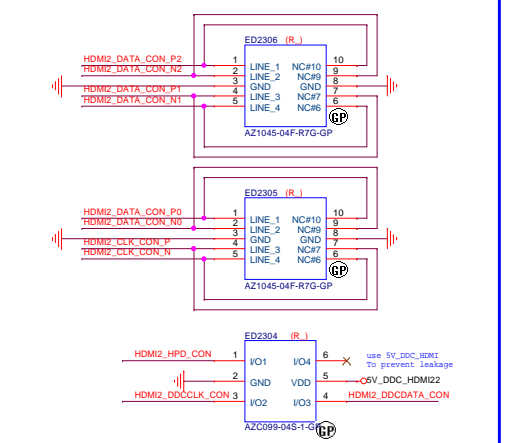 ED2306 (R_)
HDMI2_DATA_CON_P2 1 LINE_1 NC#10 10
HDMI2_DATA_CON_N2 2 LINE_2 NC#9 9
3 GND GND 8
HDMI2_DATA_CON_P1 4 LINE_3 NC#7 7
HDMI2_DATA_CON_N1 5 LINE_4 NC#6 6
GP
AZ1045-04F-R7G-GP
ED2305 (R_)
HDMI2_DATA_CON_P0 1 LINE_1 NC#10 10
HDMI2_DATA_CON_N0 2 LINE_2 NC#9 9
3 GND GND 8
HDMI2_CLK_CON_P 4 LINE_3 NC#7 7
HDMI2_CLK_CON_N 5 LINE_4 NC#6 6
GP
AZ1045-04F-R7G-GP
ED2304 (R_)
HDMI2_HPD_CON 1 I/O1 I/O4 6 use 5V_DDC_HDMI
To prevent leakage
2 GND VDD 5 5V_DDC_HDMI22
HDMI2_DDCCLK_CON 3 I/O2 I/O3 4 HDMI2_DDCDATA_CON
AZC099-04S-1-GP
GP